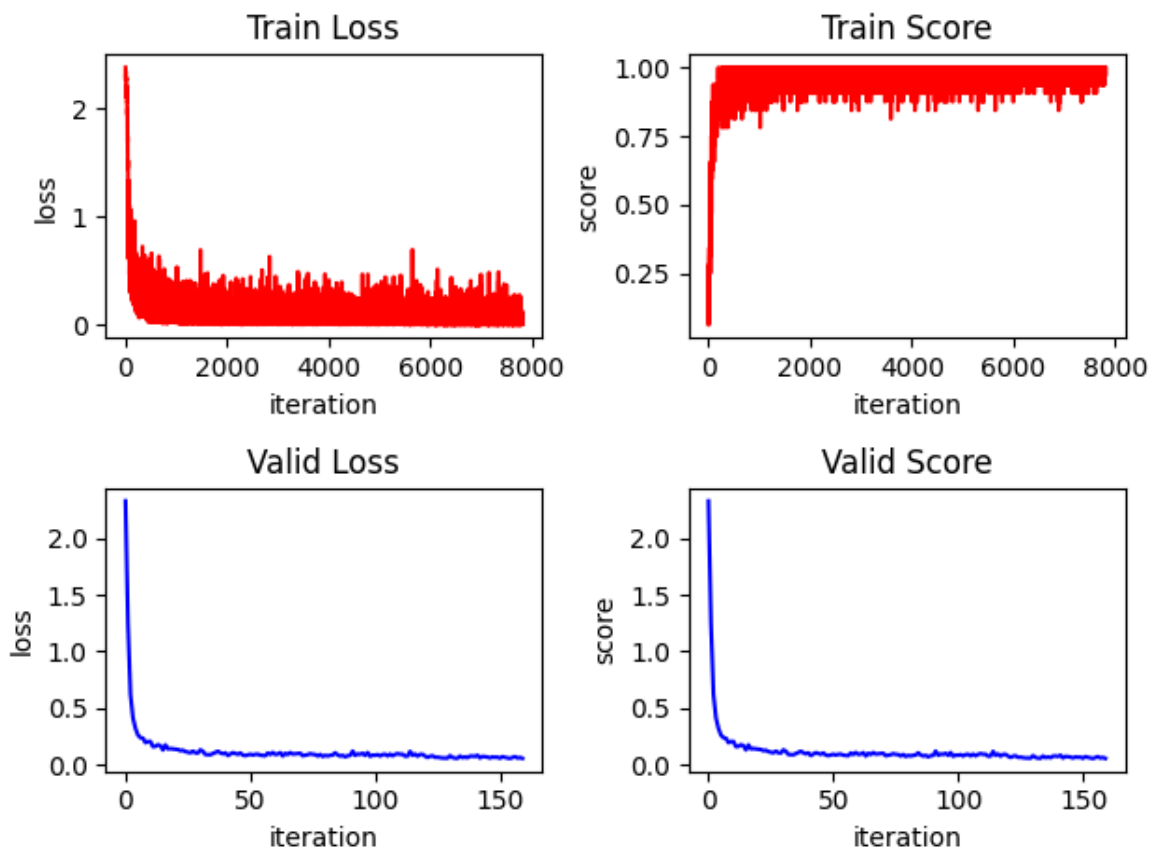 Train Loss
Train Score
loss
2
1
0
0 2000 4000 6000 8000
iteration
score
1.00
0.75
0.50
0.25
0 2000 4000 6000 8000
iteration
Valid Loss
Valid Score
loss
2.0
1.5
1.0
0.5
0.0
0 50 100 150
iteration
score
2.0
1.5
1.0
0.5
0.0
0 50 100 150
iteration